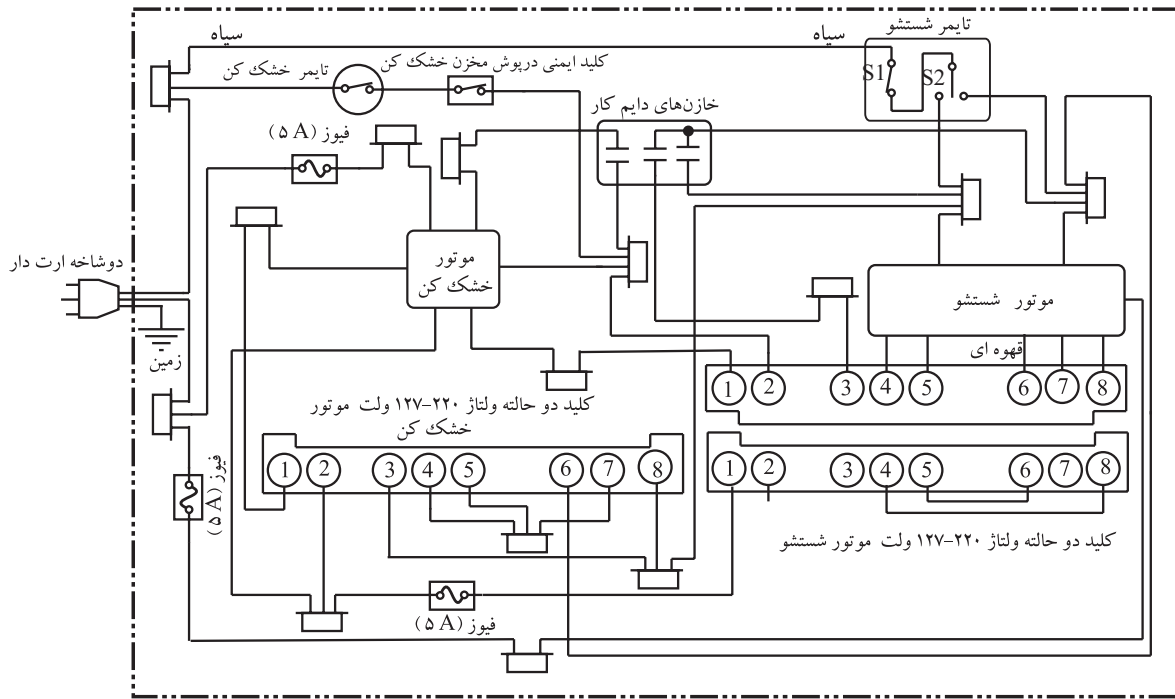 تایمر شستشو
سیاه
سیاه
S1
S2
کلید ایمنی درپوش مخزن خشک کن
تایمر خشک کن
خازن‌های دایم کار
فیوز (۵ A)
دوشاخه ارت دار
زمین
موتور
خشک کن
موتور شستشو
قهوه ای
1 2 3 4 5 6 7 8
کلید دو حالته ولتاژ ۲۲۰-۱۲۷ ولت موتور
خشک کن
1 2 3 4 5 6 7 8
1 2 3 4 5 6 7 8
فیوز (۵ A)
کلید دو حالته ولتاژ ۲۲۰-۱۲۷ ولت موتور شستشو
فیوز (۵ A)